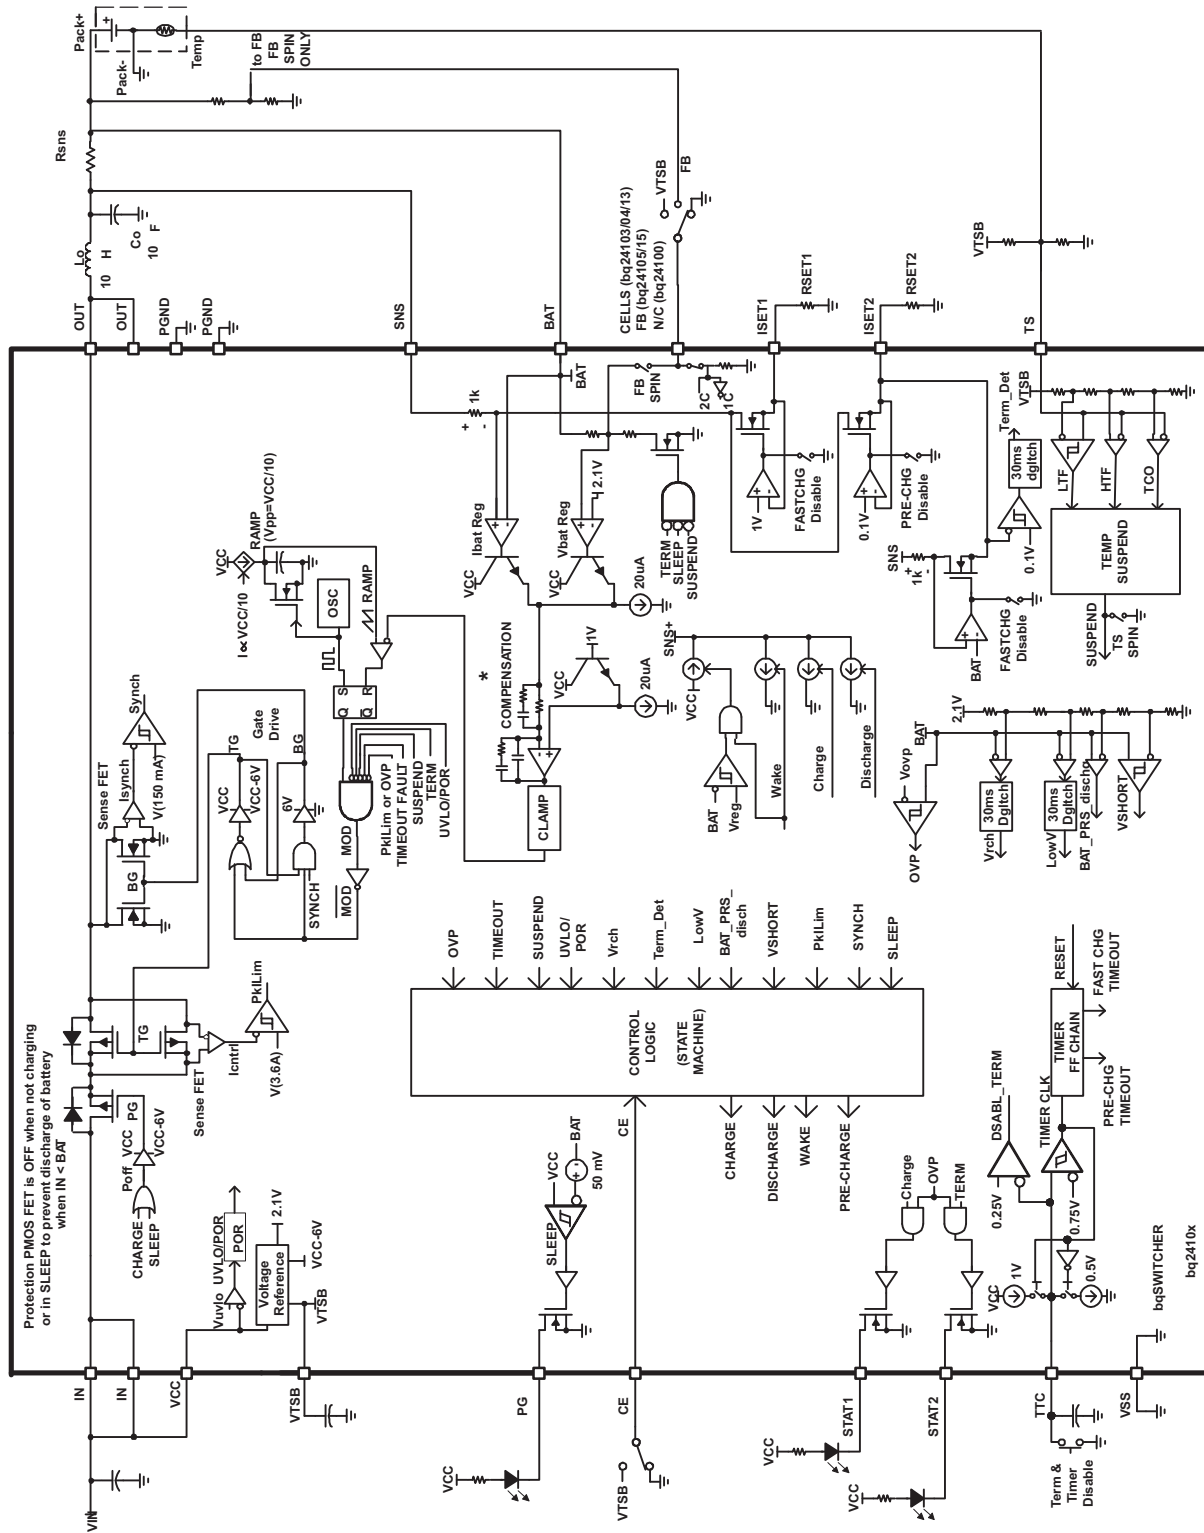 Protection PMOS FET is OFF when not charging
or in SLEEP to prevent discharge of battery
when IN < BAT
VIN
IN
IN
VCC
VTSB
CHARGE
SLEEP
Poff
VCC
VCC-6V
PG
Vuvlo
UVLO/POR
POR
Voltage
Reference
2.1V
VCC-6V
VTSB
TG
Sense FET
Icntrl
PkILim
V(3.6A)
Sense FET
BG
Isynch
Synch
V(150 mA)
VCC
TG
VCC-6V
Gate
Drive
6V
BG
SYNCH
MOD
MOD
PkILim or OVP
TIMEOUT FAULT
SUSPEND
TERM
UVLO/POR
S
Q
R
Q
I∝VCC/10
VCC
RAMP
(Vpp=VCC/10)
OSC
RAMP
OUT
OUT
PGND
PGND
Lo
10 H
Co
10 F
Rsns
Pack+
Pack-
Temp
to FB
FB
SPIN
ONLY
SNS
BAT
+ 1k -
Ibat Reg
+
-
VCC
Vbat Reg
+
-
2.1V
VCC
20uA
*
COMPENSATION
-
+
CLAMP
VCC
1V
20uA
BAT
FB
SPIN
2C
1C
TERM
SLEEP
SUSPEND
CELLS (bq24103/04/13)
FB (bq24105/15)
N/C (bq24100)
VTSB
FB
SNS+
VCC
BAT
Vreg
Wake
Charge
Discharge
ISET1
RSET1
1V
+
-
FASTCHG
Disable
ISET2
RSET2
0.1V
+
-
PRE-CHG
Disable
SNS
+
1k
-
BAT
+
-
FASTCHG
Disable
0.1V
30ms
dgltch
Term_Det
TS
VTSB
VTSB
LTF
HTF
TCO
TEMP
SUSPEND
SUSPEND
TS
SPIN
BAT
2.1V
Vovp
OVP
30ms
Dgltch
Vrch
30ms
Dgltch
LowV
BAT_PRS_dischg
VSHORT
OVP
TIMEOUT
SUSPEND
UVLO/
POR
Vrch
Term_Det
LowV
BAT_PRS_
disch
VSHORT
PkILim
SYNCH
SLEEP
CONTROL
LOGIC
(STATE
MACHINE)
CE
CHARGE
DISCHARGE
WAKE
PRE-CHARGE
SLEEP
VCC
BAT
+
-
50 mV
PG
VCC
CE
VTSB
Charge
OVP
TERM
STAT1
VCC
STAT2
VCC
TTC
Term &
Timer
Disable
VCC
1V
0.5V
0.25V
DSABL_TERM
0.75V
TIMER CLK
TIMER
FF CHAIN
RESET
FAST CHG
TIMEOUT
PRE-CHG
TIMEOUT
VSS
bqSWITCHER
bq2410x